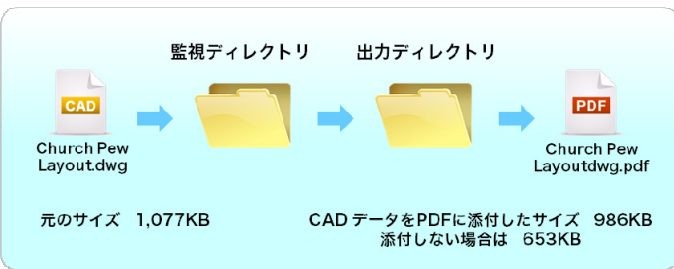 監視ディレクトリ
出力ディレクトリ
CAD
PDF
Church Pew
Layout.dwg
Church Pew
Layoutdwg.pdf
元のサイズ 1,077KB
CAD データをPDFに添付したサイズ 986KB
添付しない場合は 653KB